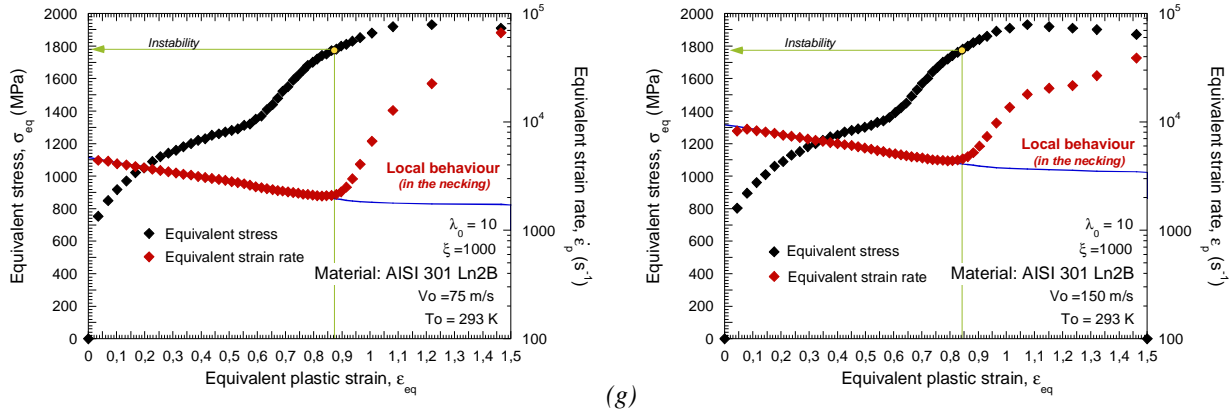 2000
1800
1600
1400
1200
1000
800
600
400
200
0
Equivalent stress, σeq (MPa)
10^5
10^4
1000
100
Equivalent strain rate, ε̇p (s^-1)
Instability
Local behaviour
(in the necking)
λ0 = 10
ξ =1000
Equivalent stress
Equivalent strain rate
Material: AISI 301 Ln2B
Vo =75 m/s
To = 293 K
0 0,1 0,2 0,3 0,4 0,5 0,6 0,7 0,8 0,9 1 1,1 1,2 1,3 1,4 1,5
Equivalent plastic strain, εeq
2000
1800
1600
1400
1200
1000
800
600
400
200
0
Equivalent stress, σeq (MPa)
10^5
10^4
1000
100
Equivalent strain rate, ε̇p (s^-1)
Instability
Local behaviour
(in the necking)
λ0 = 10
ξ =1000
Equivalent stress
Equivalent strain rate
Material: AISI 301 Ln2B
Vo =150 m/s
To = 293 K
0 0,1 0,2 0,3 0,4 0,5 0,6 0,7 0,8 0,9 1 1,1 1,2 1,3 1,4 1,5
Equivalent plastic strain, εeq
(g)